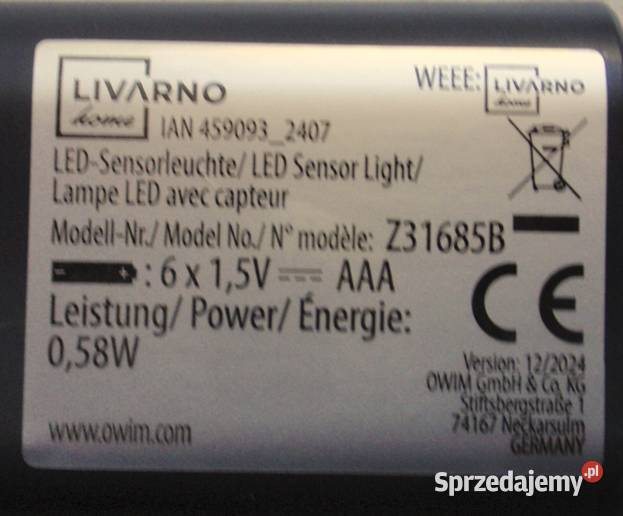 LIVARNO
home
WEEE: LIVARNO
home
IAN 459093_2407
LED-Sensorleuchte/ LED Sensor Light/
Lampe LED avec capteur
Modell-Nr./ Model No./ N° modèle: Z31685B
: 6 x 1,5V AAA
Leistung/ Power/ Énergie:
0,58W
Version: 12/2024
OWIM GmbH & Co. KG
Stiftsbergstraße 1
74167 Neckarsulm
GERMANY
www.owim.com
CE
Sprzedajemy.pl